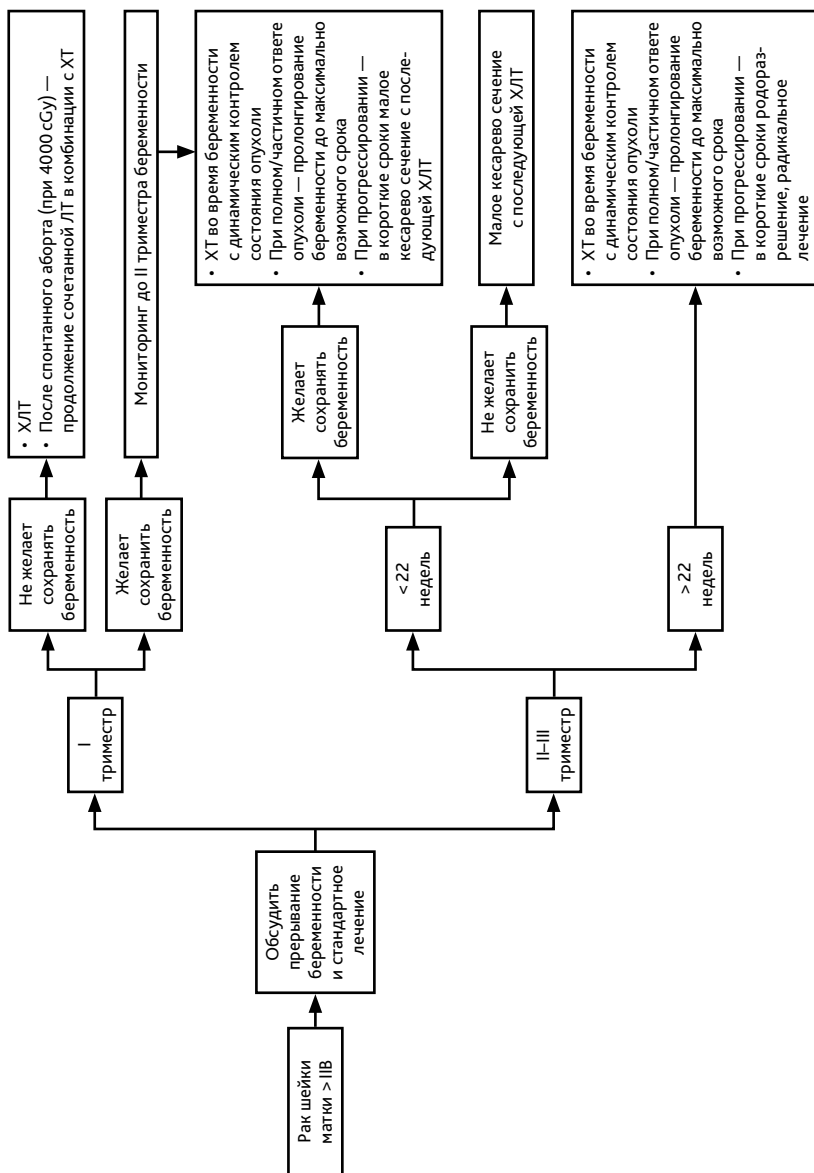 Рак шейки
матки > IIB
Обсудить
прерывание
беременности
и стандартное
лечение
I
триместр
Не желает
сохранять
беременность
• ХЛТ
• После спонтанного аборта (при 4000 cGy) —
продолжение сочетанной ЛТ в комбинации с ХТ
Желает
сохранить
беременность
Мониторинг до II триместра беременности
II–III
триместр
< 22
недель
Желает
сохранять
беременность
• ХТ во время беременности
с динамическим контролем
состояния опухоли
• При полном/частичном ответе
опухоли — пролонгирование
беременности до максимально
возможного срока
• При прогрессировании —
в короткие сроки малое
кесарево сечение с после-
дующей ХЛТ
Не желает
сохранить
беременность
Малое кесарево сечение
с последующей ХЛТ
> 22
недель
• ХТ во время беременности
с динамическим контролем
состояния опухоли
• При полном/частичном ответе
опухоли — пролонгирование
беременности до максимально
возможного срока
• При прогрессировании —
в короткие сроки родораз-
решение, радикальное
лечение